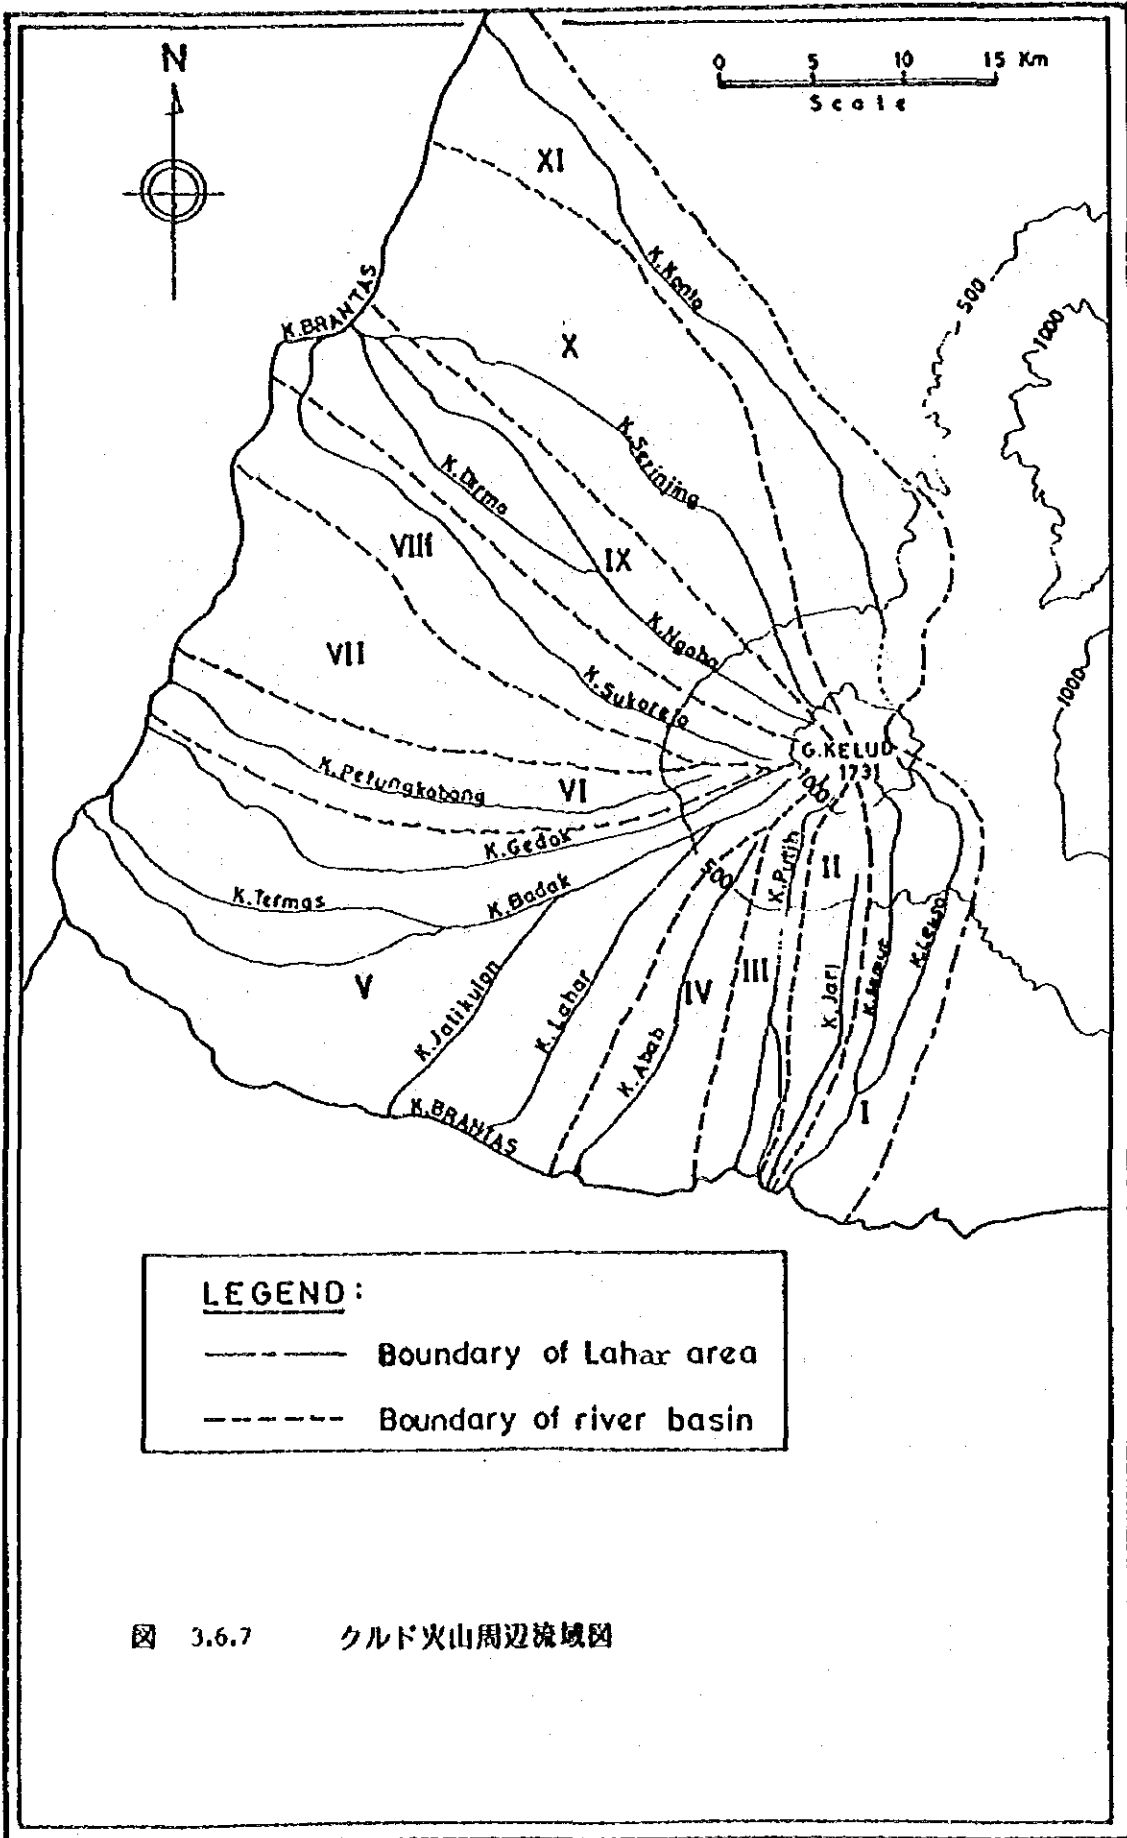 N
0 5 10 15 Km
Scale
XI
K.Konto
500
1000
K.BRANTAS
X
K.Serinjing
K.Darmo
VIII
IX
K.Ngobo
VII
K.Sukorejo
1000
G.KELUD
1731
1000
K.Petungkobong
VI
K.Gedok
K.Putih
II
500
K.Termas
K.Badak
K.Lekso
V
K.Jatikulon
K.Lahar
IV
III
K.Jari
K.Semut
K.Abab
I
K.BRANTAS
LEGEND :
Boundary of Lahar area
Boundary of river basin
図 3.6.7 クルド火山周辺流域図